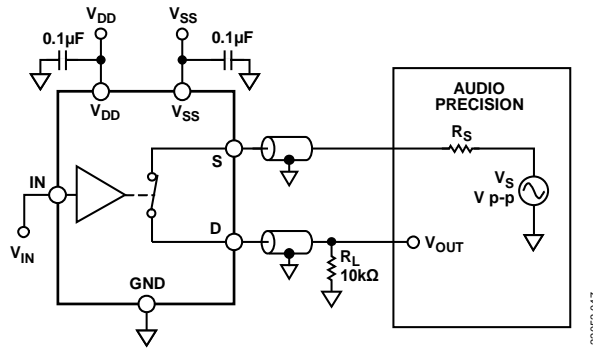 VDD
VSS
0.1µF
0.1µF
VDD
VSS
AUDIO
PRECISION
RS
S
VS
V p-p
IN
VIN
D
VOUT
RL
10kΩ
GND